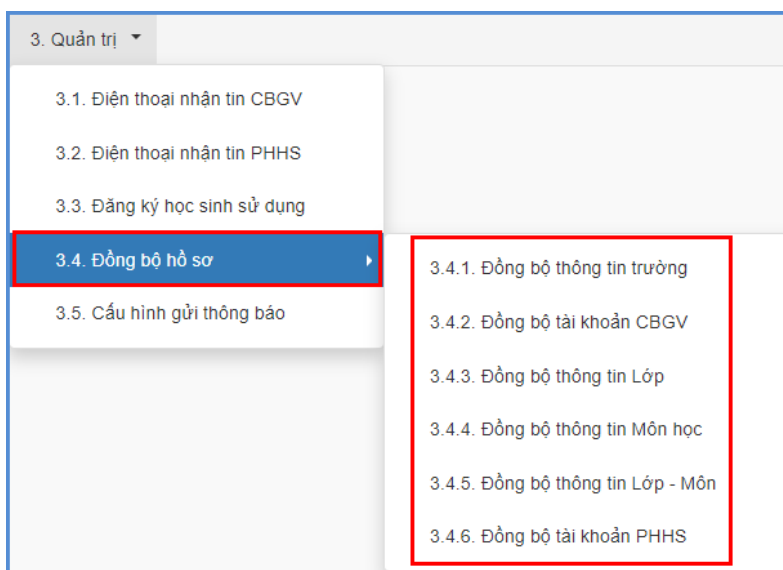 3. Quản trị
3.1. Điện thoại nhận tin CBGV
3.2. Điện thoại nhận tin PHHS
3.3. Đăng ký học sinh sử dụng
3.4. Đồng bộ hồ sơ
3.5. Cấu hình gửi thông báo
3.4.1. Đồng bộ thông tin trường
3.4.2. Đồng bộ tài khoản CBGV
3.4.3. Đồng bộ thông tin Lớp
3.4.4. Đồng bộ thông tin Môn học
3.4.5. Đồng bộ thông tin Lớp - Môn
3.4.6. Đồng bộ tài khoản PHHS